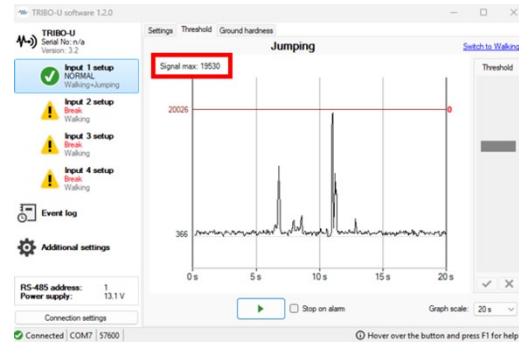 TRIBO-U software 1.2.0
TRIBO-U
Serial No: n/a
Version: 3.2
Input 1 setup
NORMAL
Walking+Jumping
Input 2 setup
Break
Walking
Input 3 setup
Break
Walking
Input 4 setup
Break
Walking
Event log
Additional settings
RS-485 address: 1
Power supply: 13.1 V
Connection settings
Settings Threshold Ground hardness
Jumping
Switch to Walking
Signal max: 19530
Threshold
20026
0
366
0 s 5 s 10 s 15 s 20 s
Stop on alarm
Graph scale: 20 s
Connected COM7 57600
Hover over the button and press F1 for help